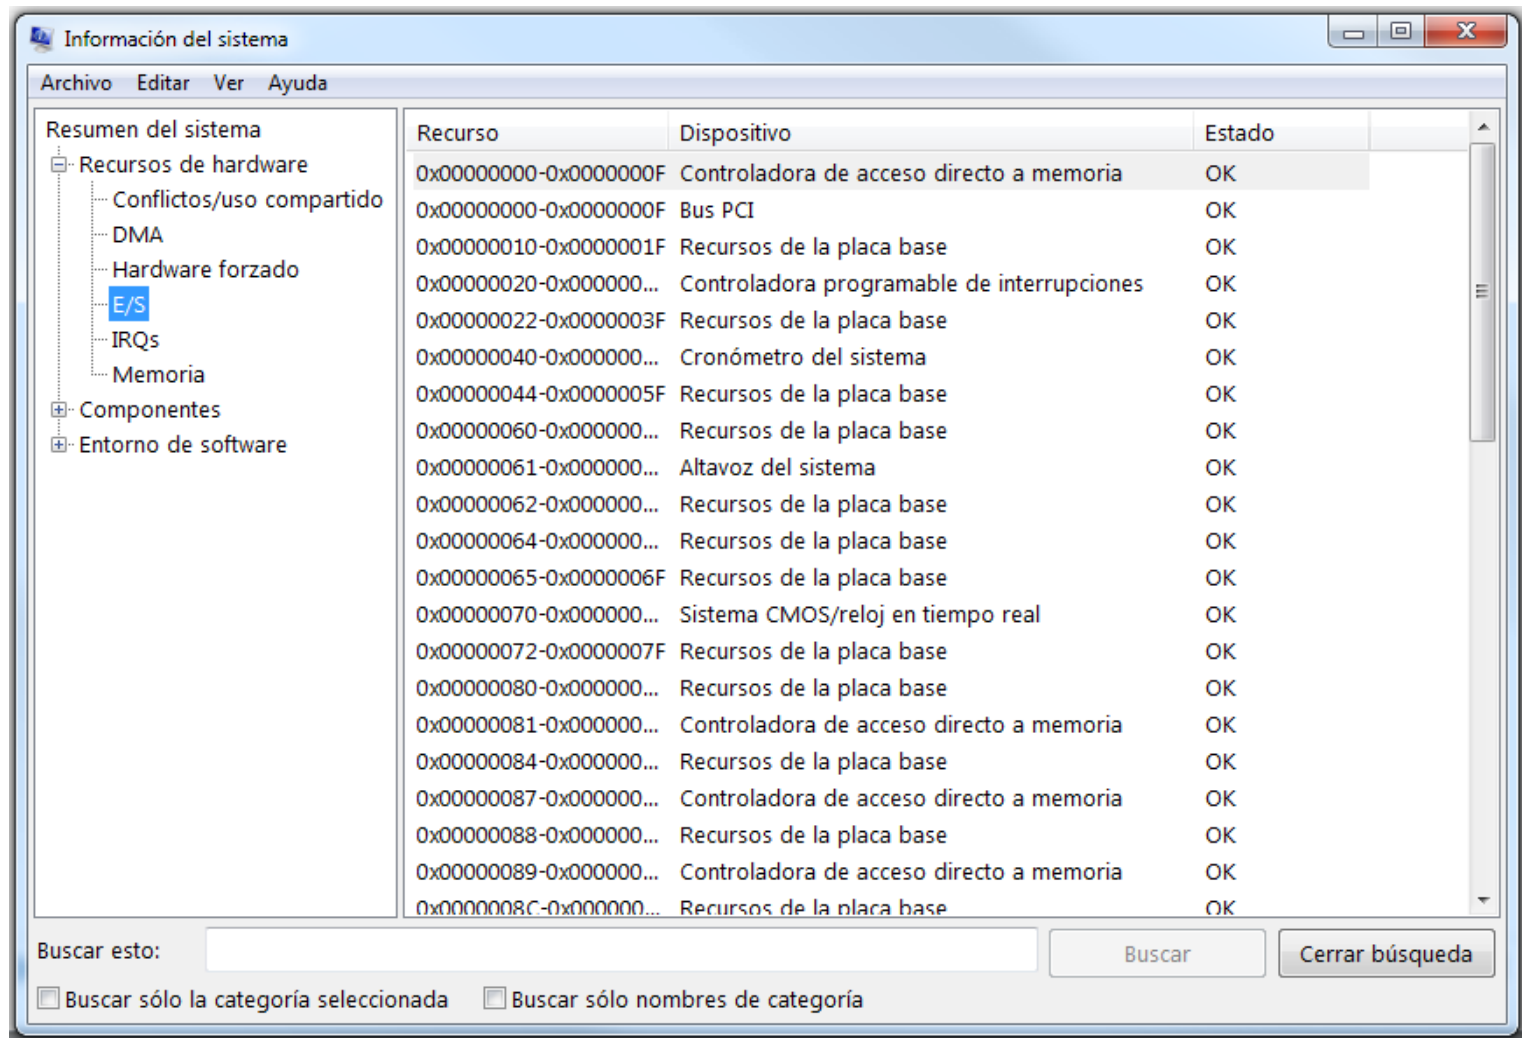 Información del sistema
Archivo Editar Ver Ayuda
Resumen del sistema
Recursos de hardware
Conflictos/uso compartido
DMA
Hardware forzado
E/S
IRQs
Memoria
Componentes
Entorno de software
Recurso Dispositivo Estado
0x00000000-0x0000000F Controladora de acceso directo a memoria OK
0x00000000-0x0000000F Bus PCI OK
0x00000010-0x0000001F Recursos de la placa base OK
0x00000020-0x000000... Controladora programable de interrupciones OK
0x00000022-0x0000003F Recursos de la placa base OK
0x00000040-0x000000... Cronómetro del sistema OK
0x00000044-0x0000005F Recursos de la placa base OK
0x00000060-0x000000... Recursos de la placa base OK
0x00000061-0x000000... Altavoz del sistema OK
0x00000062-0x000000... Recursos de la placa base OK
0x00000064-0x000000... Recursos de la placa base OK
0x00000065-0x0000006F Recursos de la placa base OK
0x00000070-0x000000... Sistema CMOS/reloj en tiempo real OK
0x00000072-0x0000007F Recursos de la placa base OK
0x00000080-0x000000... Recursos de la placa base OK
0x00000081-0x000000... Controladora de acceso directo a memoria OK
0x00000084-0x000000... Recursos de la placa base OK
0x00000087-0x000000... Controladora de acceso directo a memoria OK
0x00000088-0x000000... Recursos de la placa base OK
0x00000089-0x000000... Controladora de acceso directo a memoria OK
0x0000008C-0x000000... Recursos de la placa base OK
Buscar esto: Buscar Cerrar búsqueda
Buscar sólo la categoría seleccionada Buscar sólo nombres de categoría